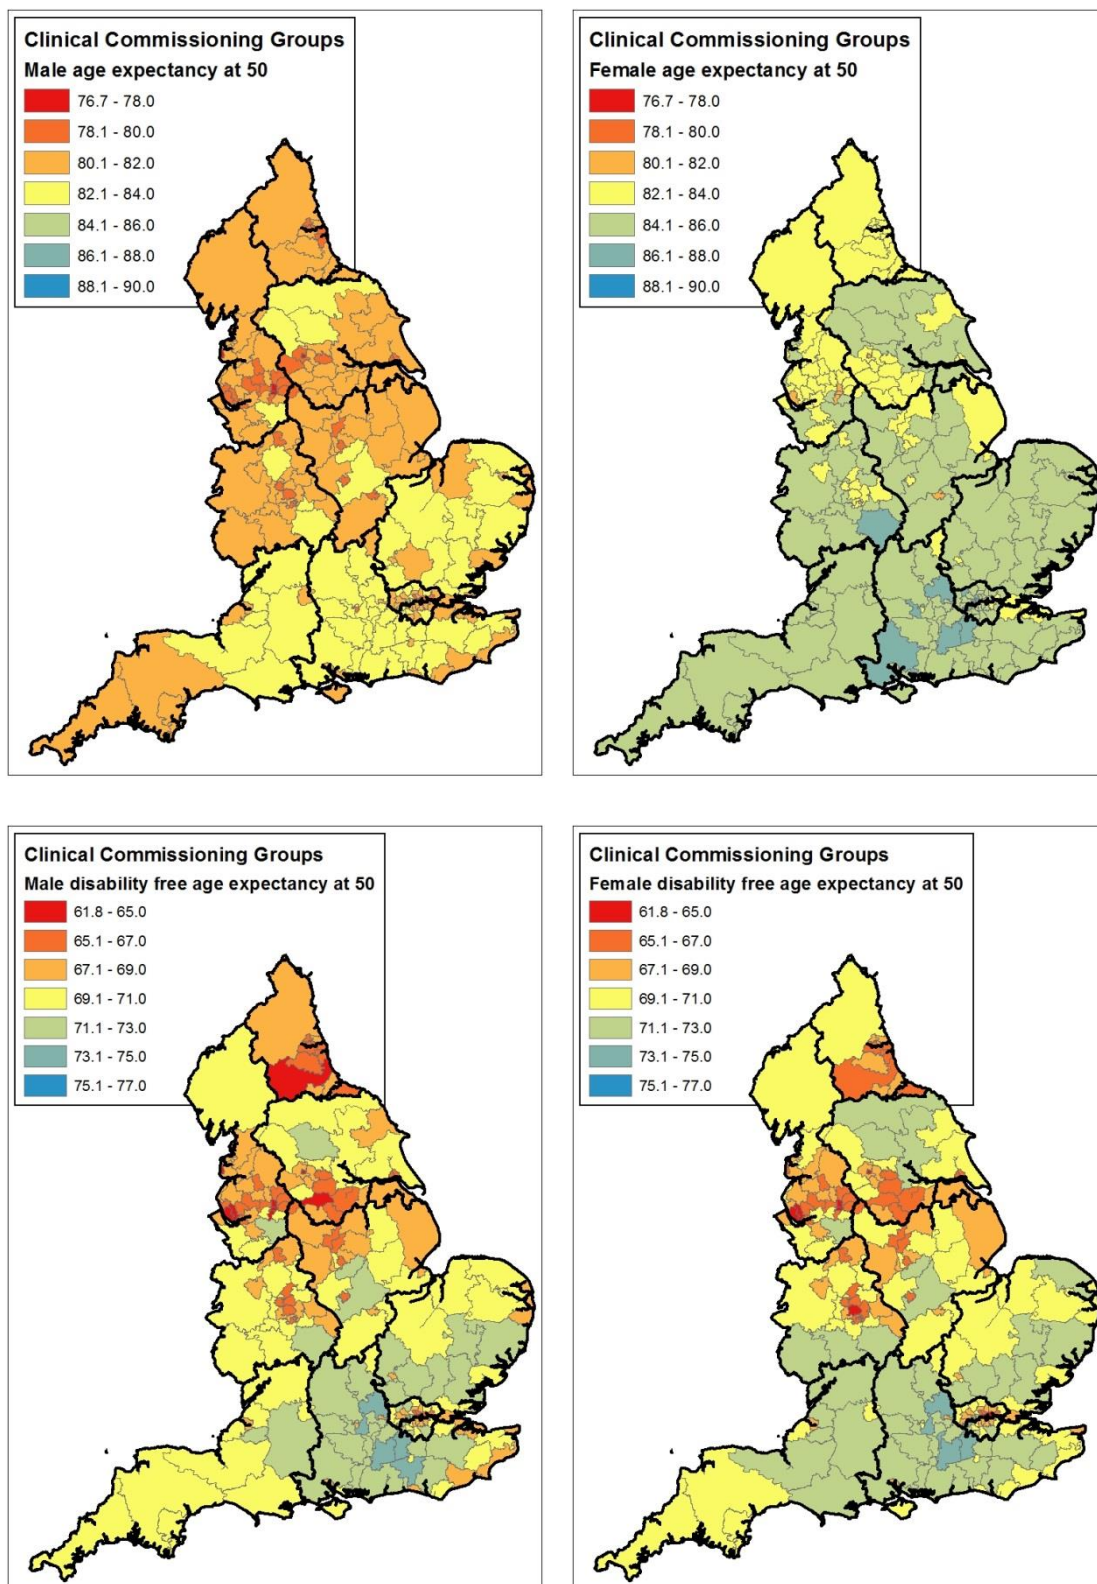 Clinical Commissioning Groups
Male age expectancy at 50
76.7 - 78.0
78.1 - 80.0
80.1 - 82.0
82.1 - 84.0
84.1 - 86.0
86.1 - 88.0
88.1 - 90.0
Clinical Commissioning Groups
Female age expectancy at 50
76.7 - 78.0
78.1 - 80.0
80.1 - 82.0
82.1 - 84.0
84.1 - 86.0
86.1 - 88.0
88.1 - 90.0
Clinical Commissioning Groups
Male disability free age expectancy at 50
61.8 - 65.0
65.1 - 67.0
67.1 - 69.0
69.1 - 71.0
71.1 - 73.0
73.1 - 75.0
75.1 - 77.0
Clinical Commissioning Groups
Female disability free age expectancy at 50
61.8 - 65.0
65.1 - 67.0
67.1 - 69.0
69.1 - 71.0
71.1 - 73.0
73.1 - 75.0
75.1 - 77.0